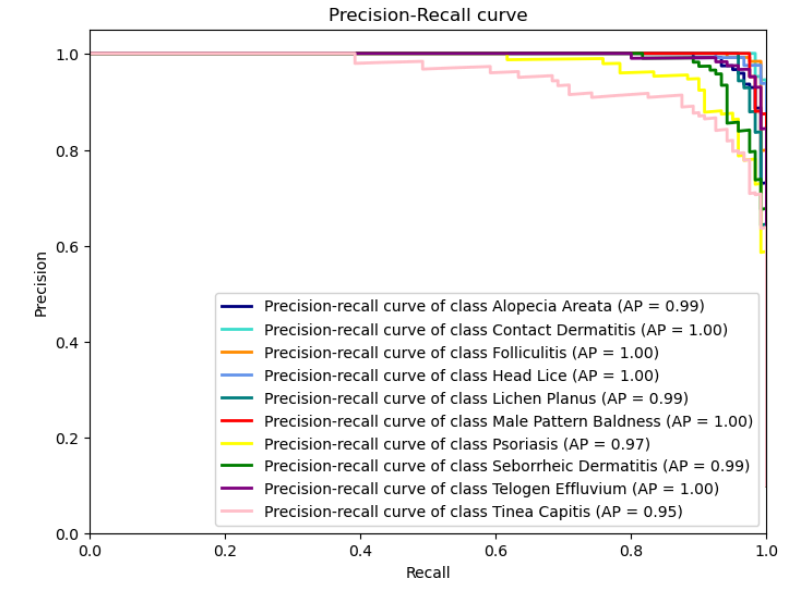 Precision-Recall curve
1.0
0.8
0.6
0.4
0.2
0.0
Precision
Precision-recall curve of class Alopecia Areata (AP = 0.99)
Precision-recall curve of class Contact Dermatitis (AP = 1.00)
Precision-recall curve of class Folliculitis (AP = 1.00)
Precision-recall curve of class Head Lice (AP = 1.00)
Precision-recall curve of class Lichen Planus (AP = 0.99)
Precision-recall curve of class Male Pattern Baldness (AP = 1.00)
Precision-recall curve of class Psoriasis (AP = 0.97)
Precision-recall curve of class Seborrheic Dermatitis (AP = 0.99)
Precision-recall curve of class Telogen Effluvium (AP = 1.00)
Precision-recall curve of class Tinea Capitis (AP = 0.95)
0.0 0.2 0.4 0.6 0.8 1.0
Recall